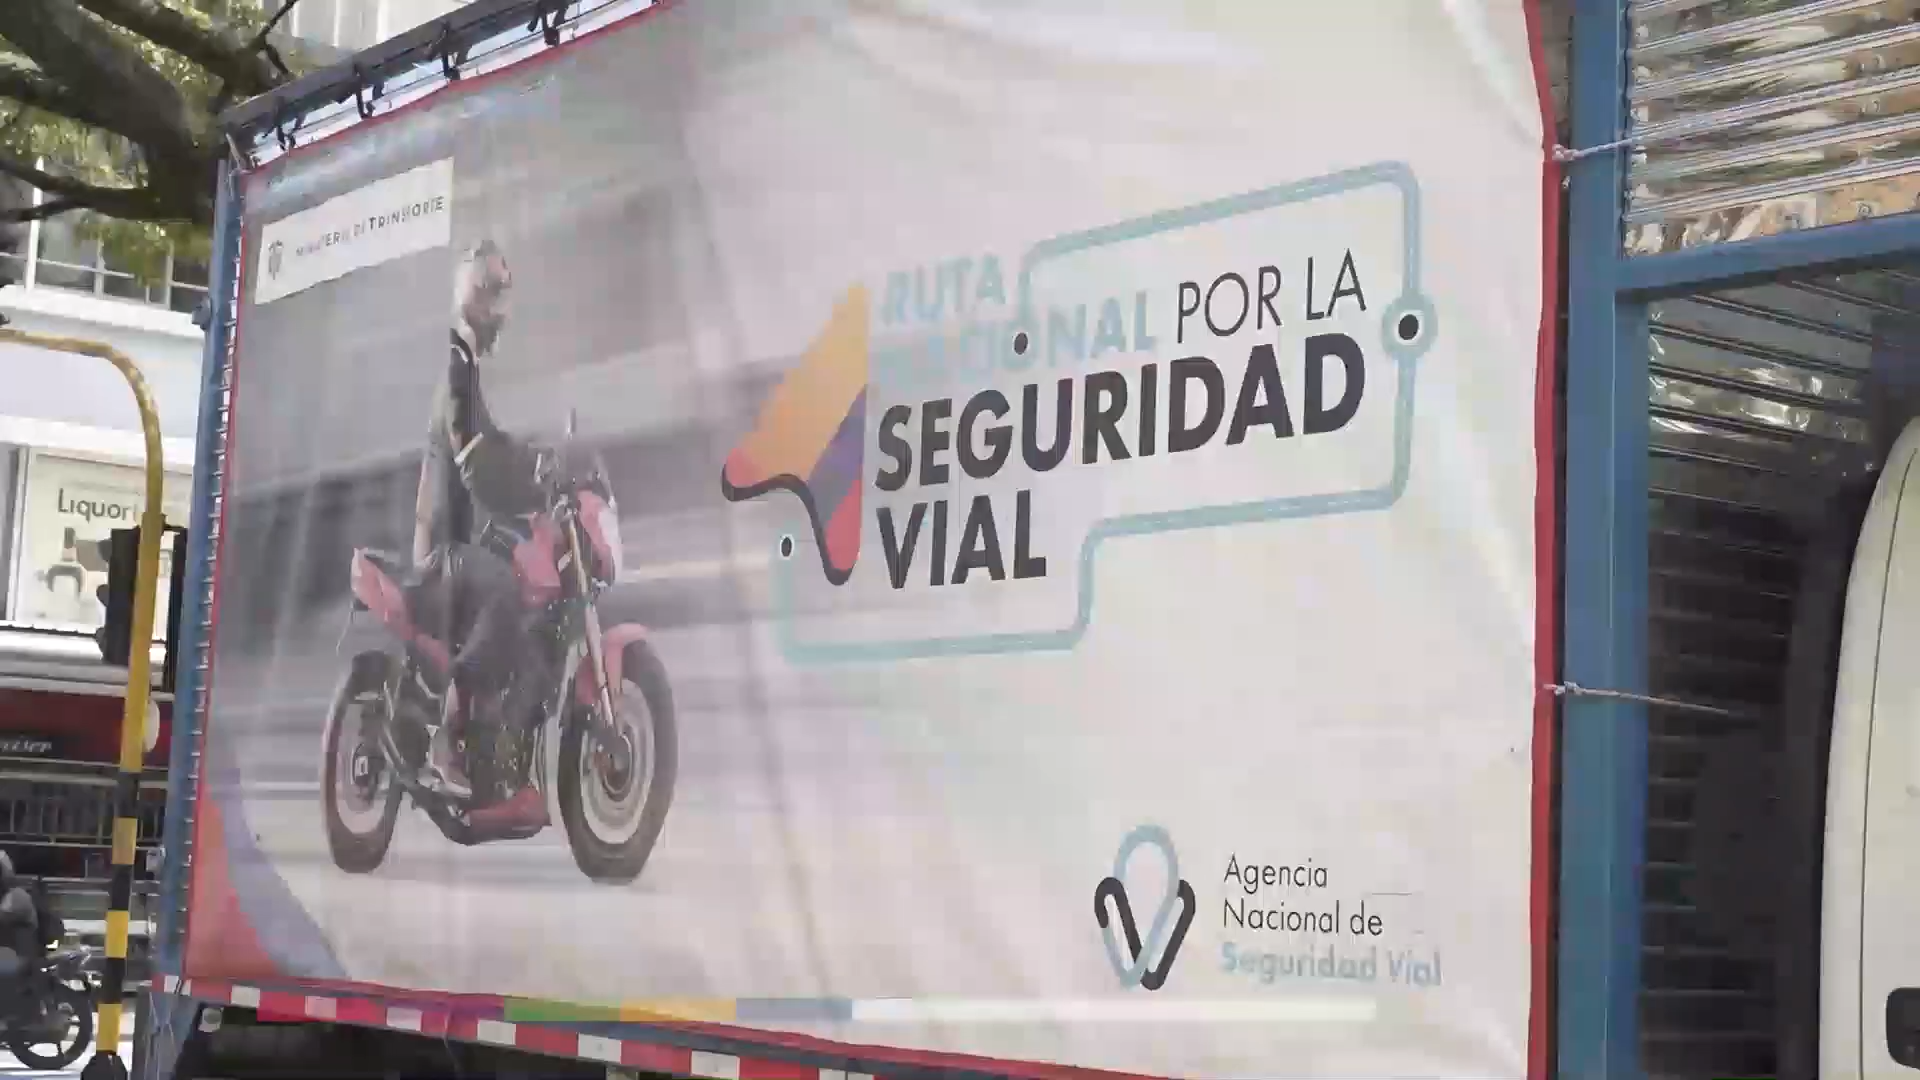 RUTA
NACIONAL POR LA
SEGURIDAD
VIAL
Agencia
Nacional de
Seguridad Vial
Liquor